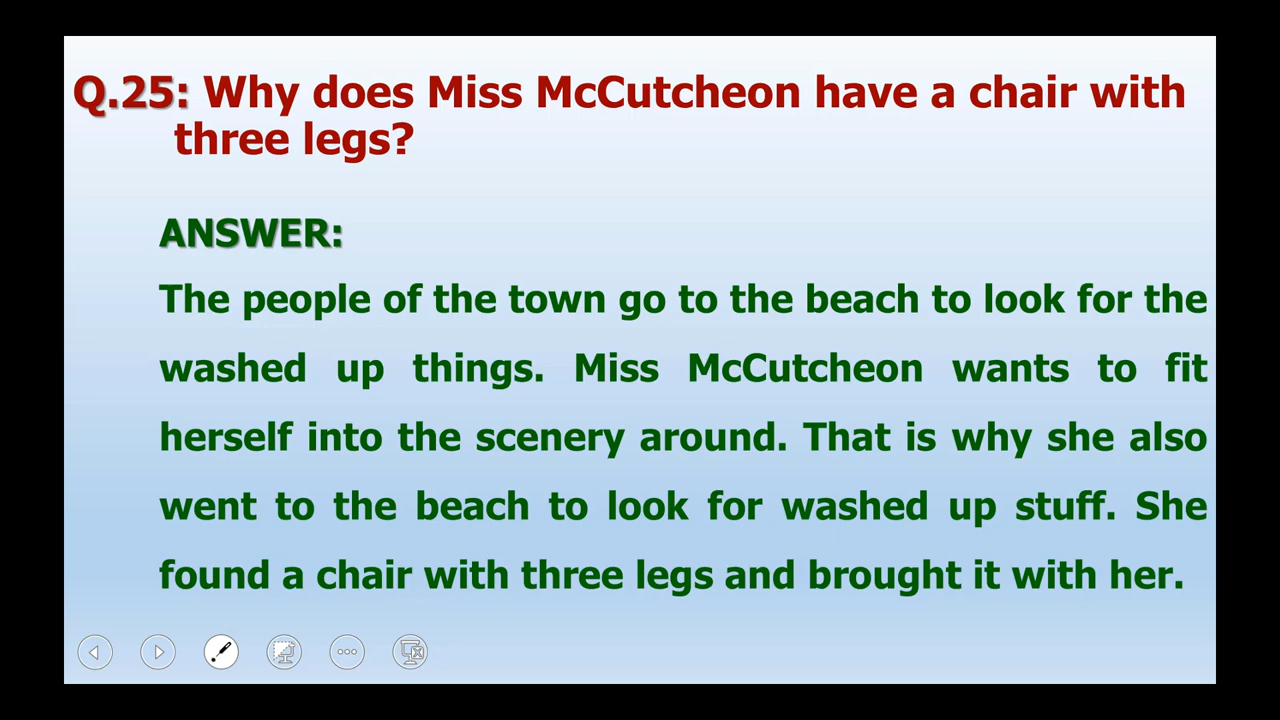 Q.25: Why does Miss McCutcheon have a chair with
three legs?
ANSWER:
The people of the town go to the beach to look for the
washed up things. Miss McCutcheon wants to fit
herself into the scenery around. That is why she also
went to the beach to look for washed up stuff. She
found a chair with three legs and brought it with her.